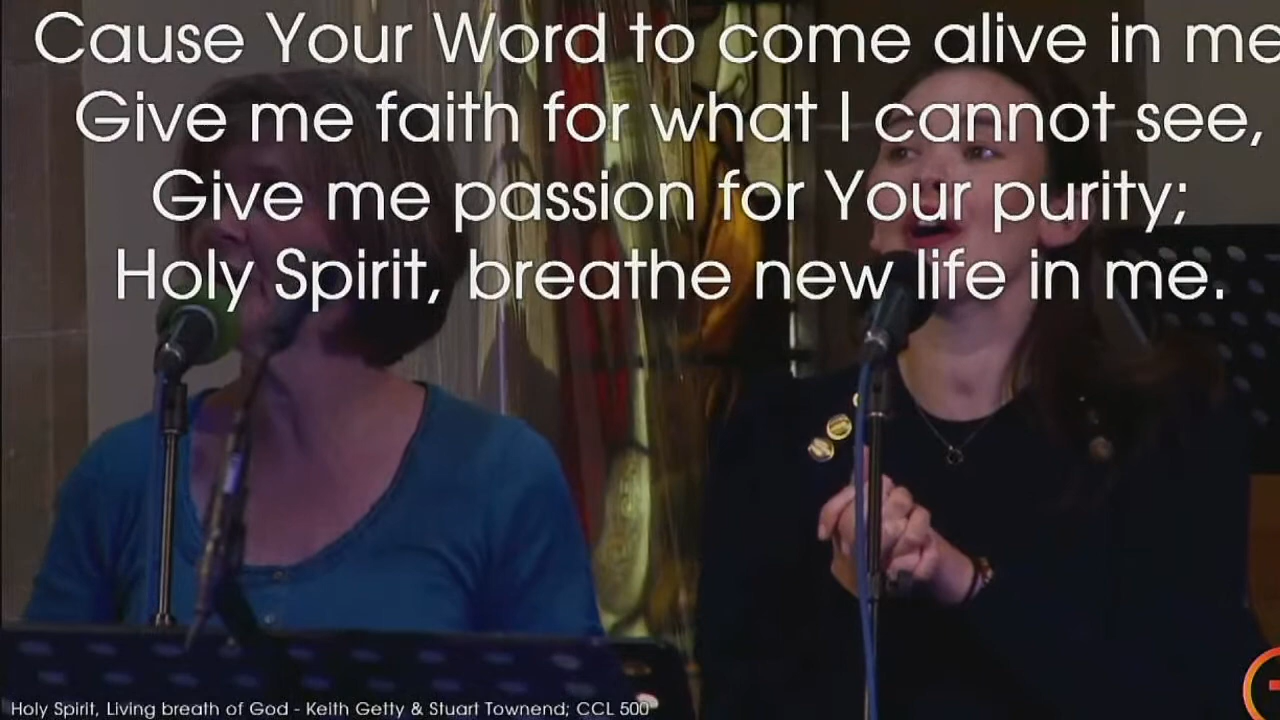 Cause Your Word to come alive in me
Give me faith for what I cannot see,
Give me passion for Your purity;
Holy Spirit, breathe new life in me.
Holy Spirit, Living breath of God - Keith Getty & Stuart Townend; CCL 500